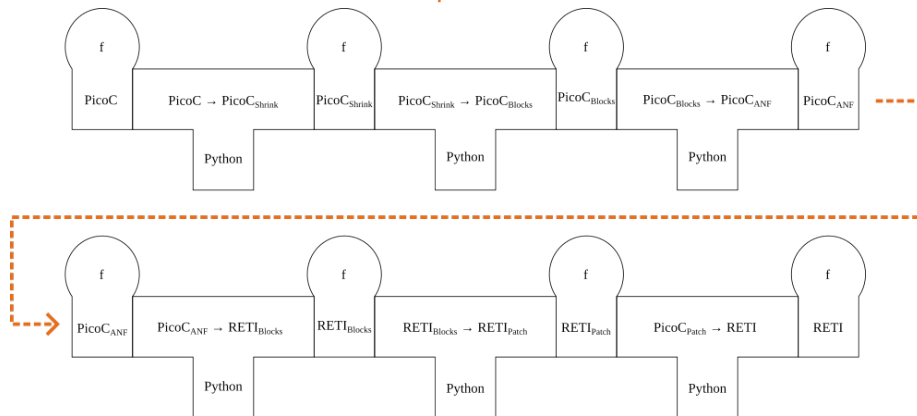 f f f f
PicoC PicoC → PicoC_Shrink PicoC_Shrink PicoC_Shrink → PicoC_Blocks PicoC_Blocks PicoC_Blocks → PicoC_ANF PicoC_ANF
Python Python Python
f f f f
PicoC_ANF PicoC_ANF → RETI_Blocks RETI_Blocks RETI_Blocks → RETI_Patch RETI_Patch PicoC_Patch → RETI RETI
Python Python Python